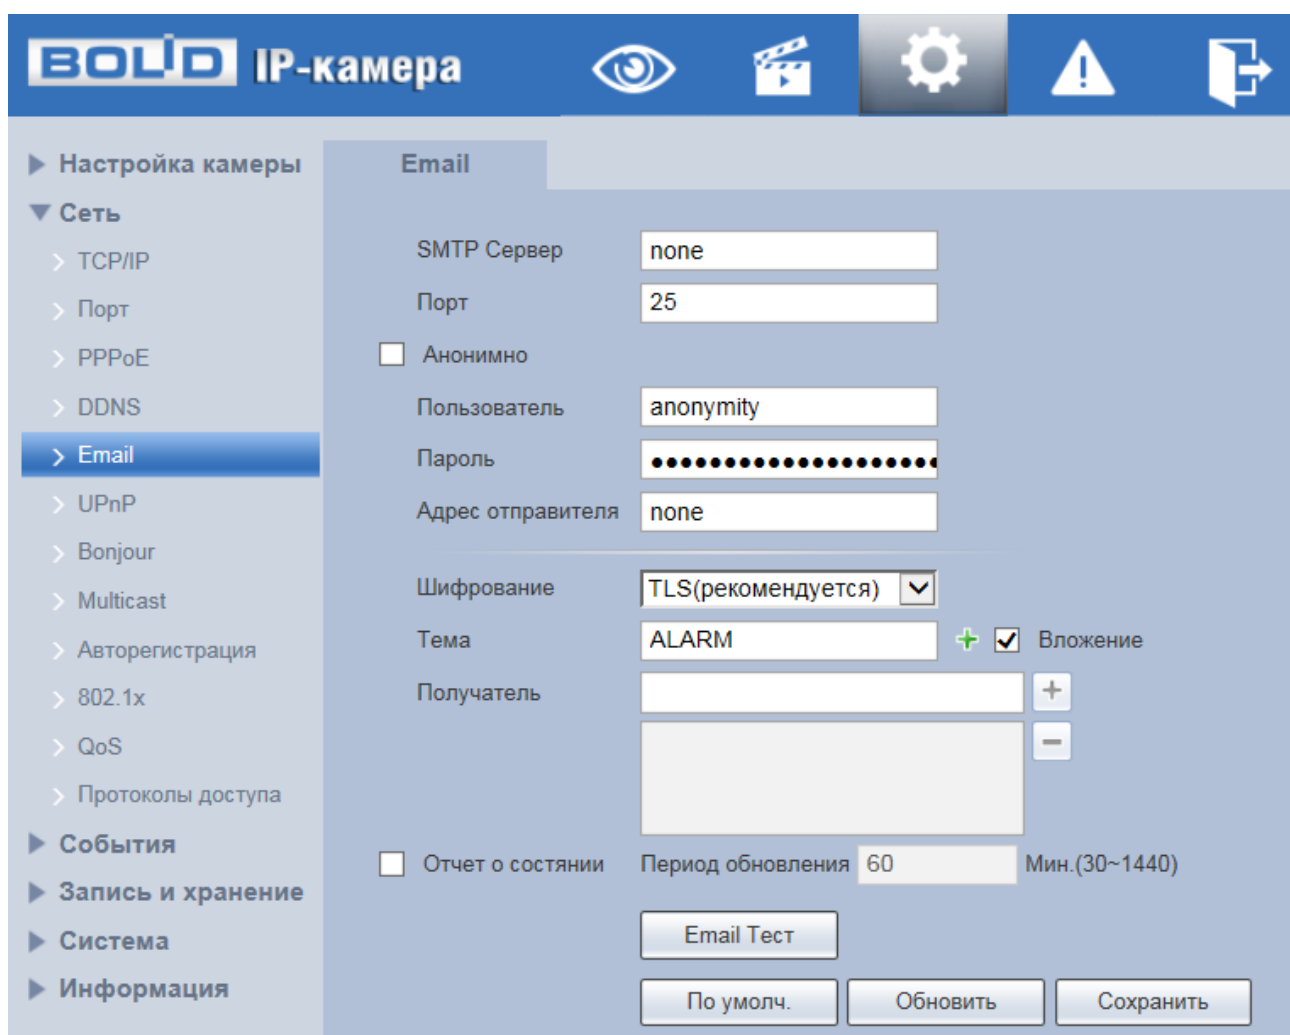 BOLID IP-камера
Настройка камеры
Сеть
TCP/IP
Порт
PPPoE
DDNS
Email
UPnP
Bonjour
Multicast
Авторегистрация
802.1x
QoS
Протоколы доступа
События
Запись и хранение
Система
Информация
Email
SMTP Сервер none
Порт 25
Анонимно
Пользователь anonymity
Пароль ••••••••••••••••••••
Адрес отправителя none
Шифрование TLS(рекомендуется)
Тема ALARM + Вложение
Получатель +
−
Отчет о состянии Период обновления 60 Мин.(30~1440)
Email Тест
По умолч. Обновить Сохранить